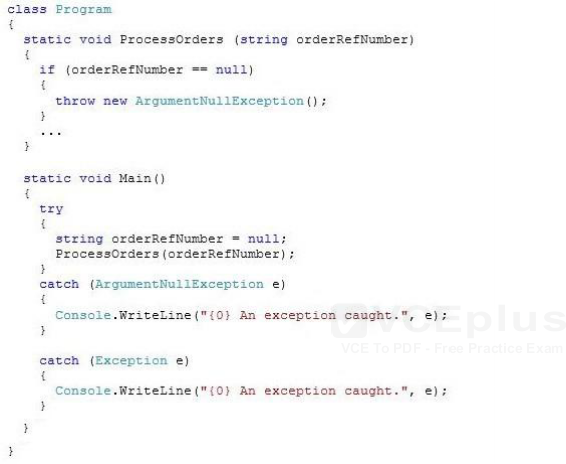 class Program
{
static void ProcessOrders (string orderRefNumber)
{
if (orderRefNumber == null)
{
throw new ArgumentNullException();
}
...
}
static void Main()
{
try
{
string orderRefNumber = null;
ProcessOrders(orderRefNumber);
}
catch (ArgumentNullException e)
{
Console.WriteLine("{0} An exception caught.", e);
}
VCEplus
VCE To PDF - Free Practice Exam
catch (Exception e)
{
Console.WriteLine("{0} An exception caught.", e);
}
}
}